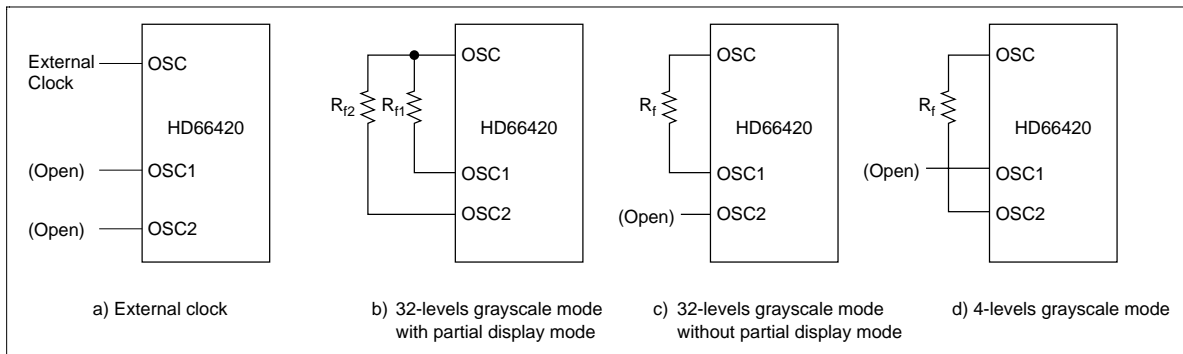 External
Clock
OSC
HD66420
(Open)
OSC1
(Open)
OSC2
a) External clock
OSC
Rf2
Rf1
HD66420
OSC1
OSC2
b) 32-levels grayscale mode
with partial display mode
OSC
Rf
HD66420
OSC1
(Open)
OSC2
c) 32-levels grayscale mode
without partial display mode
OSC
Rf
HD66420
(Open)
OSC1
OSC2
d) 4-levels grayscale mode